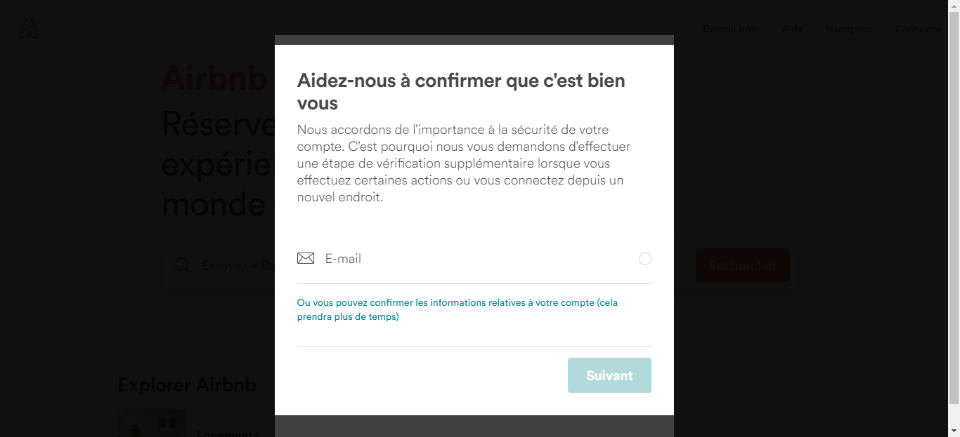 Devenir hôte Aide Inscription Connexion
Airbnb
Réserve
expérie
monde
Aidez-nous à confirmer que c'est bien
vous
Nous accordons de l'importance à la sécurité de votre
compte. C'est pourquoi nous vous demandons d'effectuer
une étape de vérification supplémentaire lorsque vous
effectuez certaines actions ou vous connectez depuis un
nouvel endroit.
Essayez
Rechercher
E-mail
Ou vous pouvez confirmer les informations relatives à votre compte (cela
prendra plus de temps)
Suivant
Explorer Airbnb
Logements